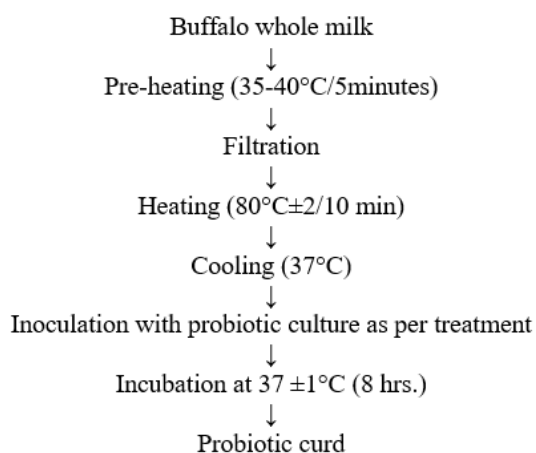 Buffalo whole milk
↓
Pre-heating (35-40°C/5minutes)
↓
Filtration
↓
Heating (80°C±2/10 min)
↓
Cooling (37°C)
↓
Inoculation with probiotic culture as per treatment
↓
Incubation at 37 ±1°C (8 hrs.)
↓
Probiotic curd